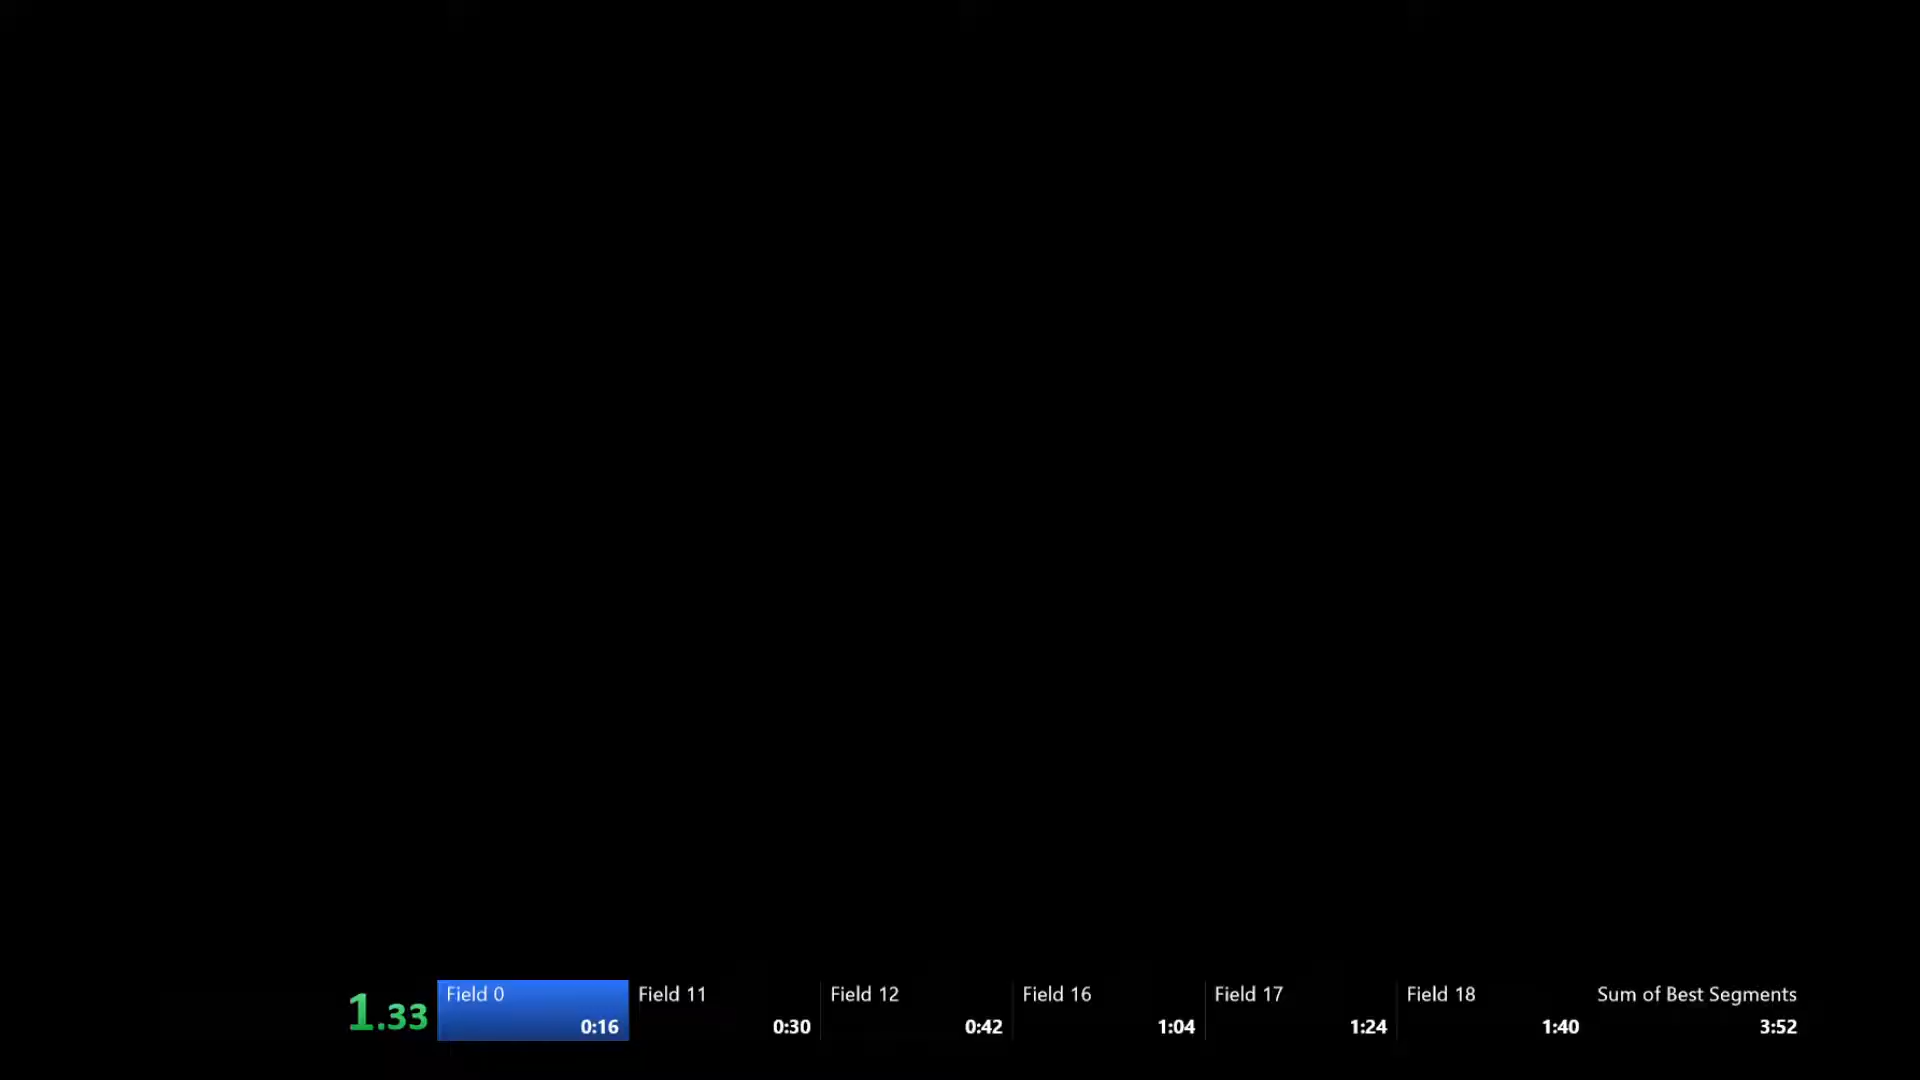 1.33
Field 0
0:16
Field 11
0:30
Field 12
0:42
Field 16
1:04
Field 17
1:24
Field 18
1:40
Sum of Best Segments
3:52